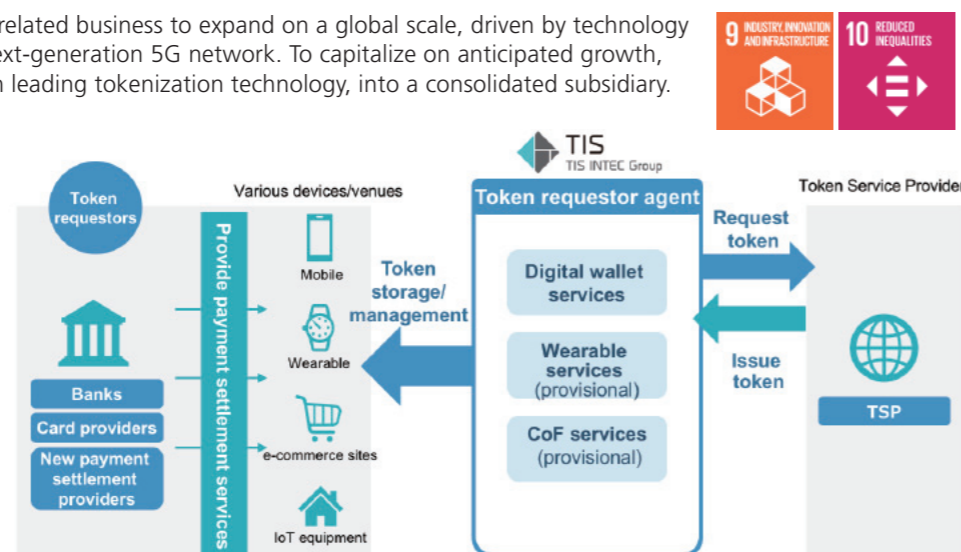 related business to expand on a global scale, driven by technology
ext-generation 5G network. To capitalize on anticipated growth,
leading tokenization technology, into a consolidated subsidiary.
9 INDUSTRY, INNOVATION
AND INFRASTRUCTURE
10 REDUCED
INEQUALITIES
TIS
TIS INTEC Group
Token
requestors
Various devices/venues
Token requestor agent
Token Service Provider
Provide payment settlement services
Mobile
Wearable
e-commerce sites
IoT equipment
Banks
Card providers
New payment
settlement
providers
Token
storage/
management
Digital wallet
services
Wearable
services
(provisional)
CoF services
(provisional)
Request
token
Issue
token
TSP